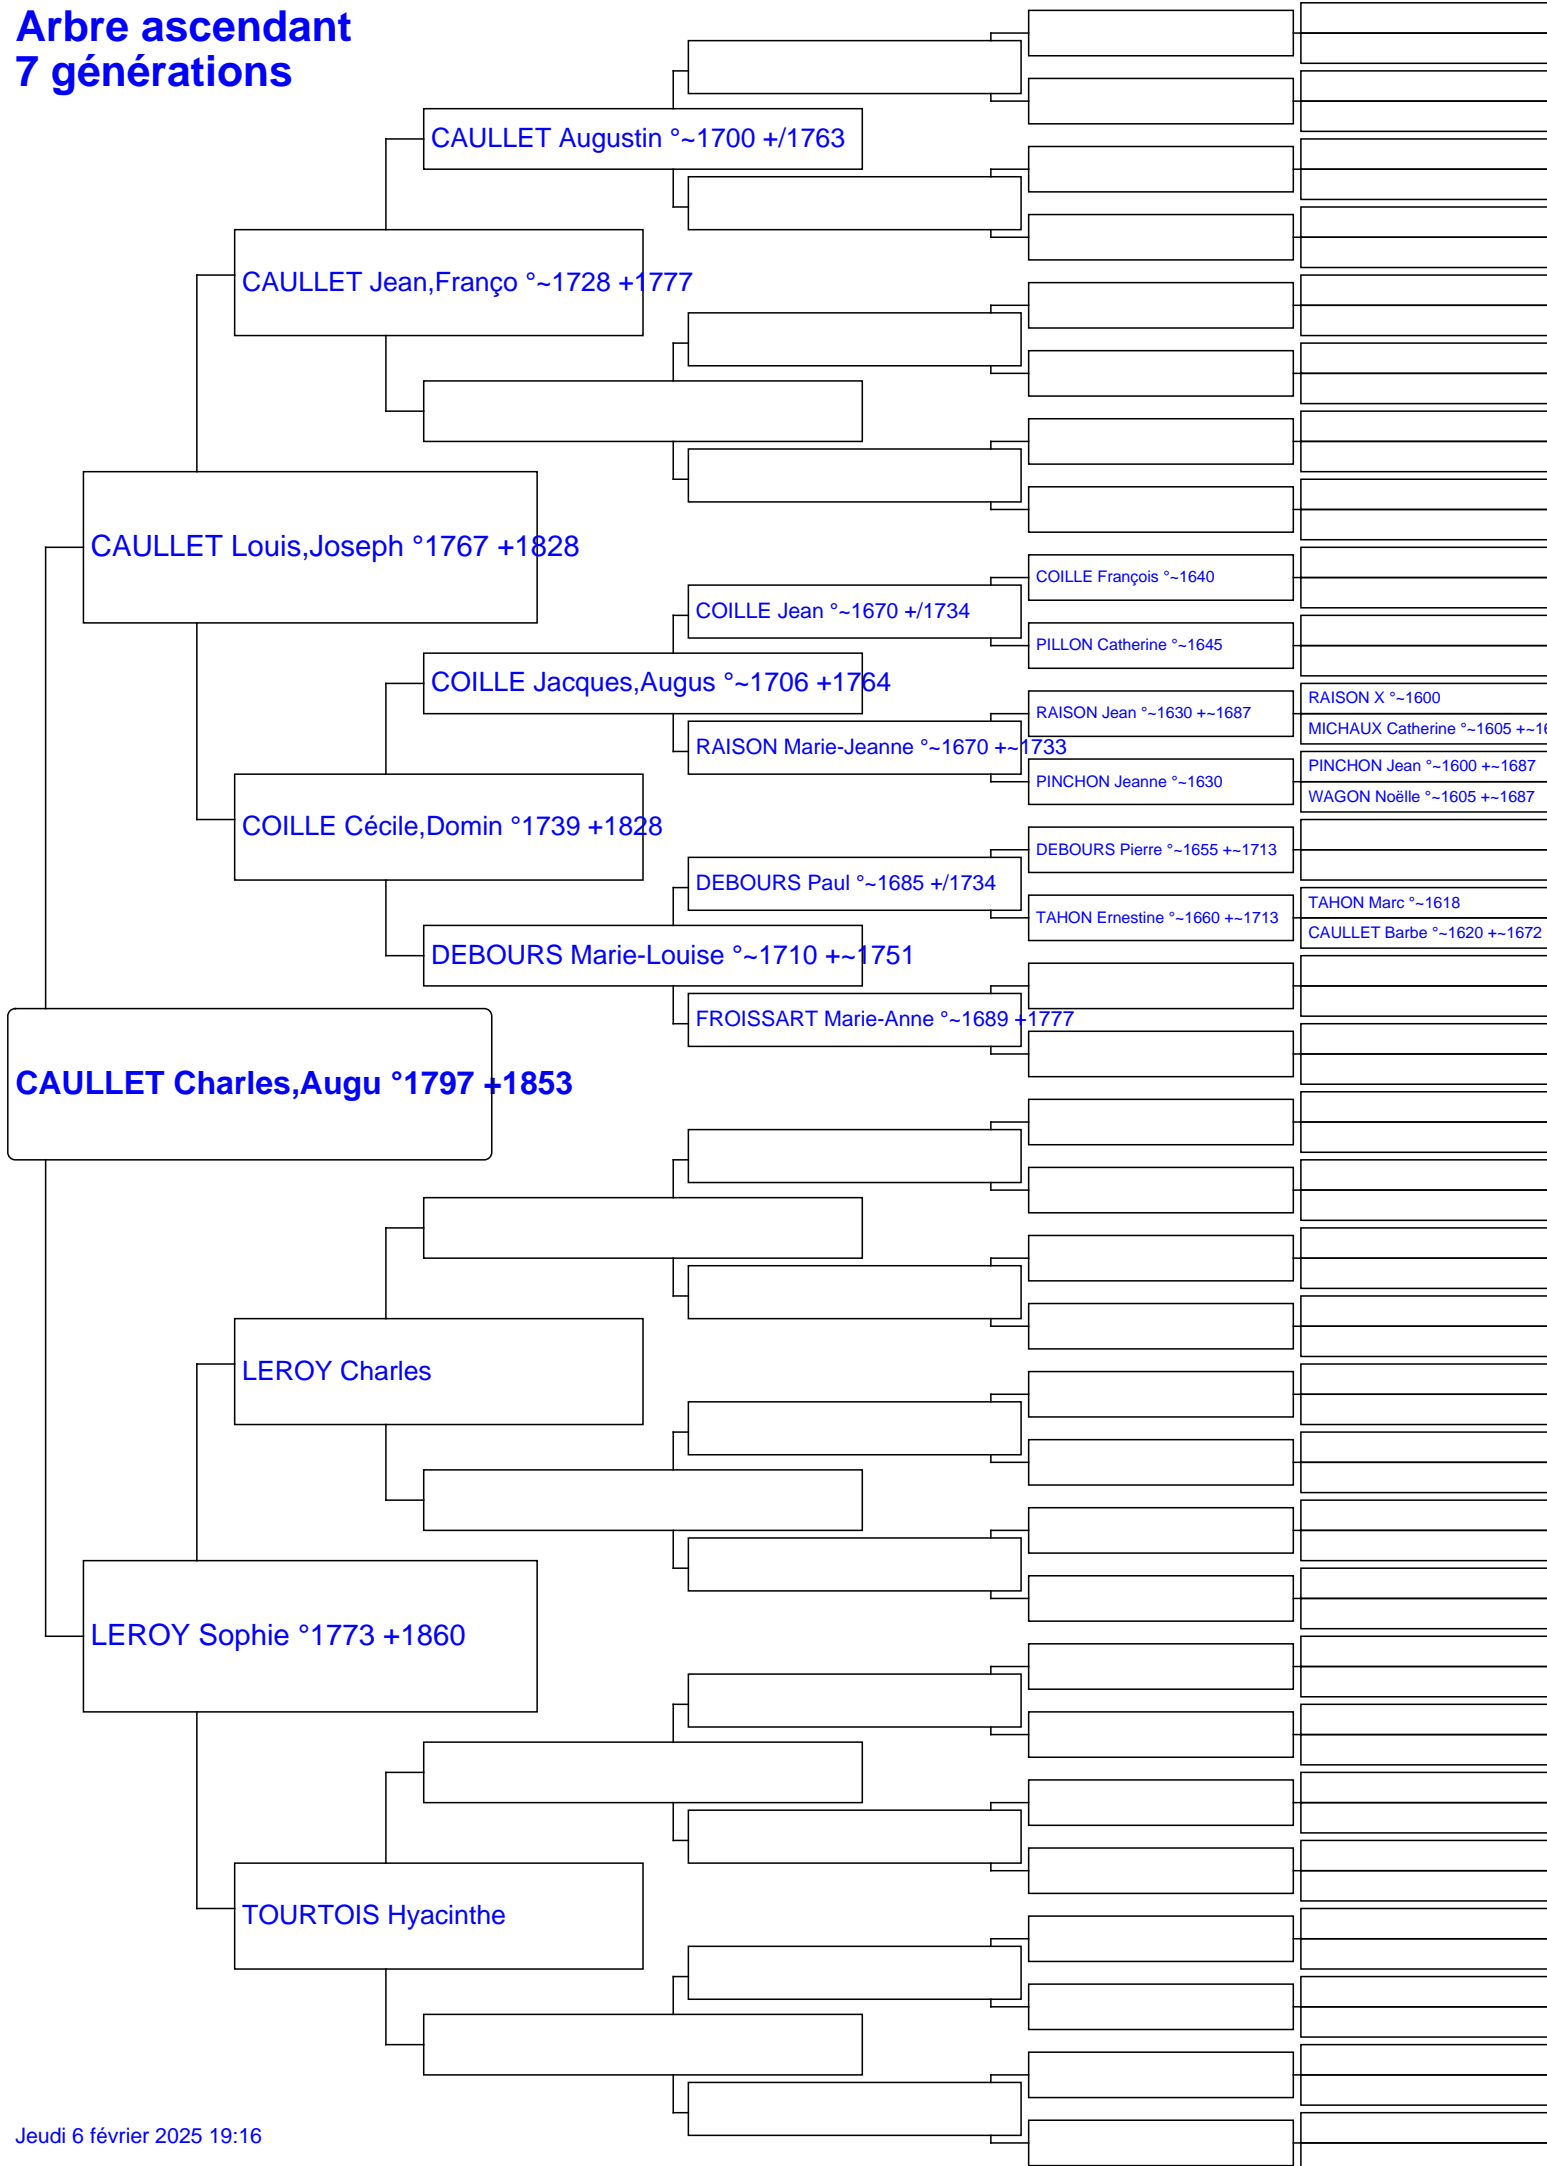 Arbre ascendant
7 générations
CAULLET Augustin °~1700 +/1763
CAULLET Jean,Franço °~1728 +1777
CAULLET Louis,Joseph °1767 +1828
COILLE François °~1640
COILLE Jean °~1670 +/1734
PILLON Catherine °~1645
COILLE Jacques,Augus °~1706 +1764
RAISON X °~1600
RAISON Jean °~1630 +~1687
MICHAUX Catherine °~1605 +~16
RAISON Marie-Jeanne °~1670 +~1733
PINCHON Jean °~1600 +~1687
PINCHON Jeanne °~1630
WAGON Noëlle °~1605 +~1687
COILLE Cécile,Domin °1739 +1828
DEBOURS Pierre °~1655 +~1713
DEBOURS Paul °~1685 +/1734
TAHON Marc °~1618
TAHON Ernestine °~1660 +~1713
CAULLET Barbe °~1620 +~1672
DEBOURS Marie-Louise °~1710 +~1751
FROISSART Marie-Anne °~1689 +1777
CAULLET Charles,Augu °1797 +1853
LEROY Charles
LEROY Sophie °1773 +1860
TOURTOIS Hyacinthe
Jeudi 6 février 2025 19:16